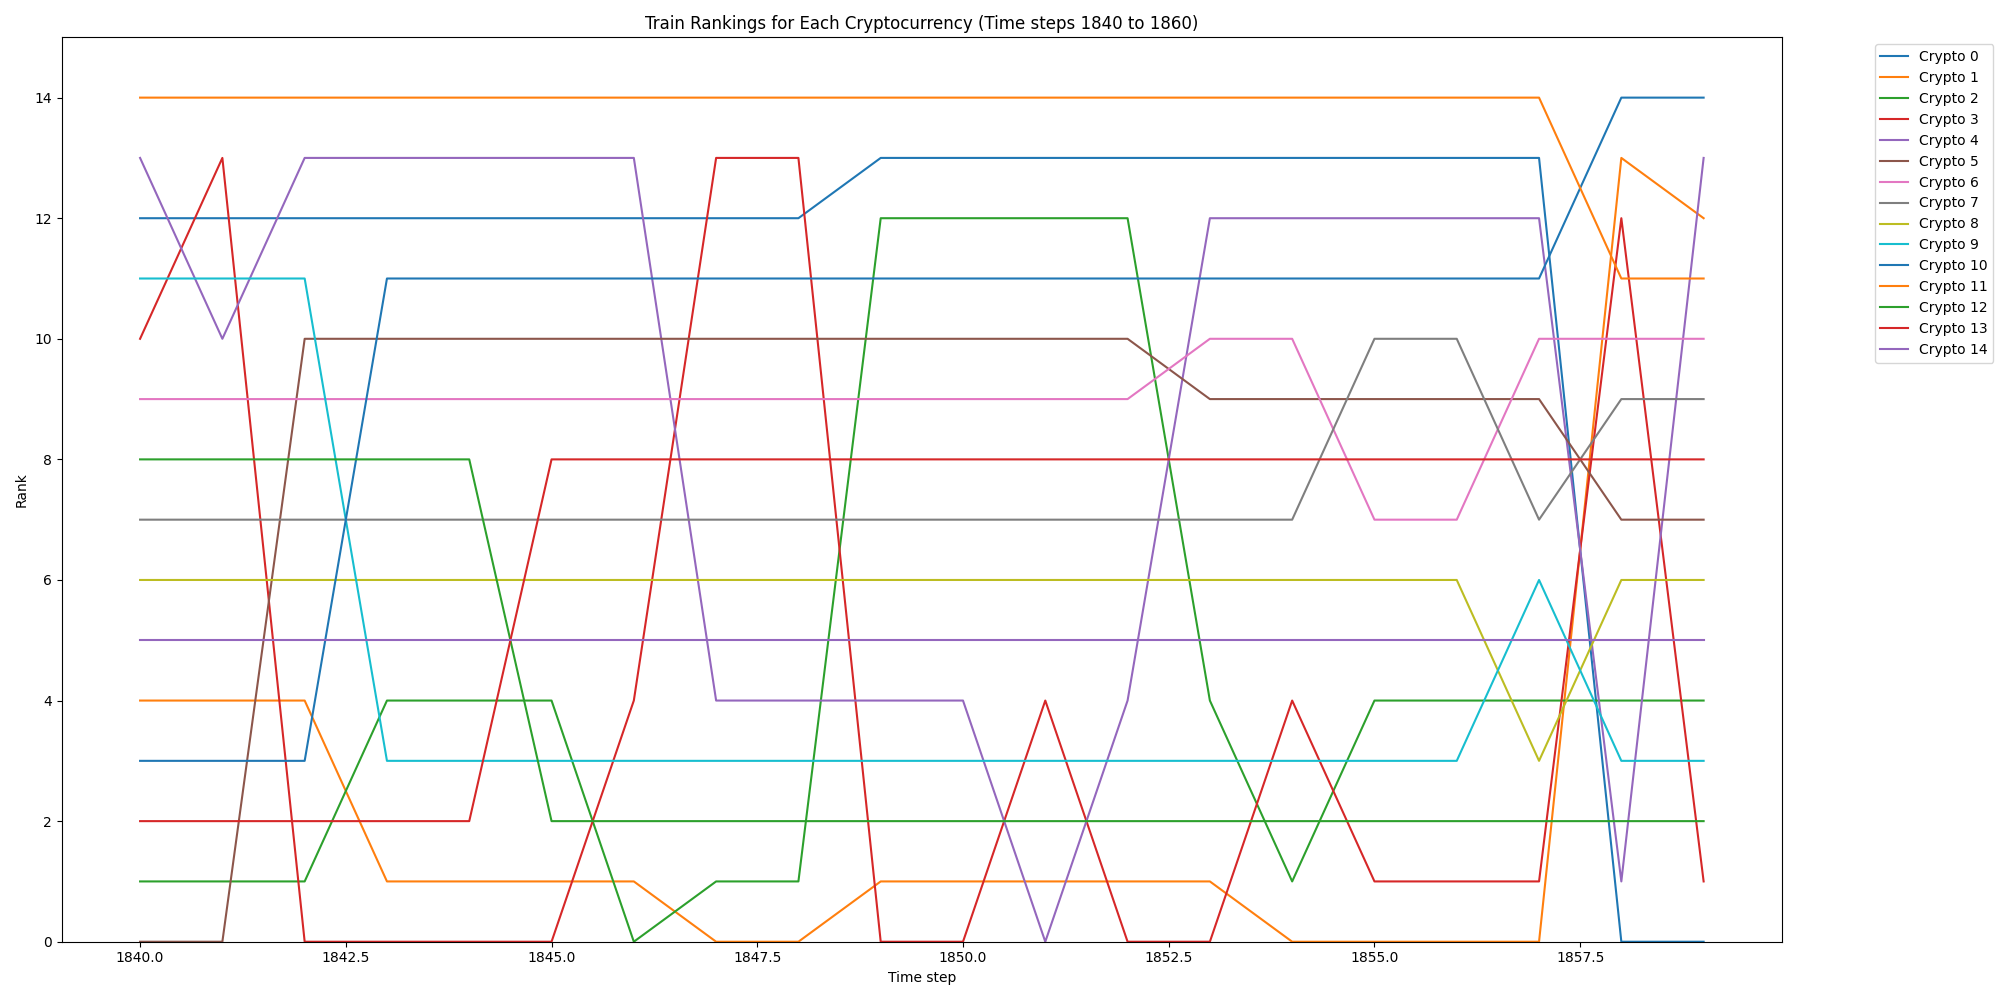 Train Rankings for Each Cryptocurrency (Time steps 1840 to 1860)
Rank
14
12
10
8
6
4
2
0
1840.0
1842.5
1845.0
1847.5
1850.0
1852.5
1855.0
1857.5
Time step
Crypto 0
Crypto 1
Crypto 2
Crypto 3
Crypto 4
Crypto 5
Crypto 6
Crypto 7
Crypto 8
Crypto 9
Crypto 10
Crypto 11
Crypto 12
Crypto 13
Crypto 14